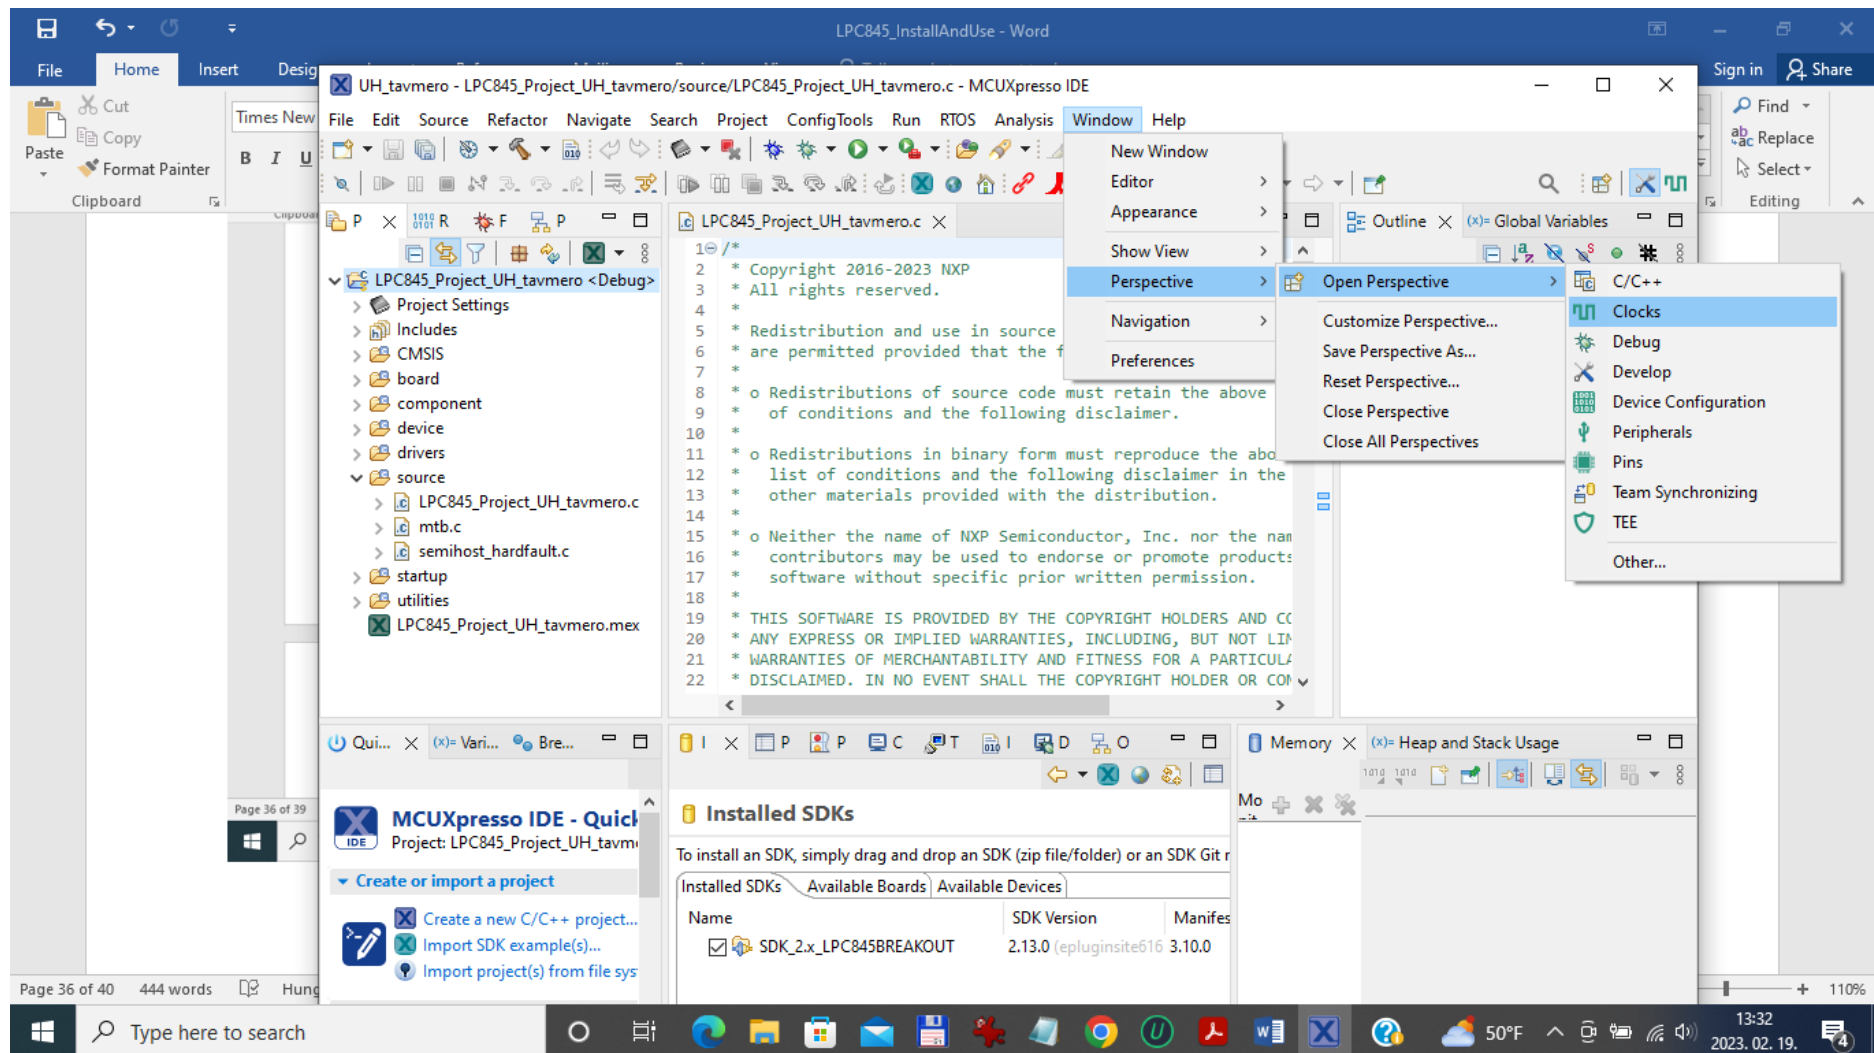 LPC845_InstallAndUse - Word
File Home Insert Desig
Sign in Share
Cut
Copy
Format Painter
Paste
Clipboard
Times New
B I U
Find
Replace
Select
Editing
UH_tavmero - LPC845_Project_UH_tavmero/source/LPC845_Project_UH_tavmero.c - MCUXpresso IDE
File Edit Source Refactor Navigate Search Project ConfigTools Run RTOS Analysis Window Help
New Window
Editor
Appearance
Show View
Perspective
Navigation
Preferences
Open Perspective
Customize Perspective...
Save Perspective As...
Reset Perspective...
Close Perspective
Close All Perspectives
C/C++
Clocks
Debug
Develop
Device Configuration
Peripherals
Pins
Team Synchronizing
TEE
Other...
P R F P
LPC845_Project_UH_tavmero <Debug>
Project Settings
Includes
CMSIS
board
component
device
drivers
source
LPC845_Project_UH_tavmero.c
mtb.c
semihost_hardfault.c
startup
utilities
LPC845_Project_UH_tavmero.mex
LPC845_Project_UH_tavmero.c
1 /*
2 * Copyright 2016-2023 NXP
3 * All rights reserved.
4 *
5 * Redistribution and use in source
6 * are permitted provided that the f
7 *
8 * o Redistributions of source code must retain the above
9 * of conditions and the following disclaimer.
10 *
11 * o Redistributions in binary form must reproduce the abo
12 * list of conditions and the following disclaimer in the
13 * other materials provided with the distribution.
14 *
15 * o Neither the name of NXP Semiconductor, Inc. nor the nam
16 * contributors may be used to endorse or promote products
17 * software without specific prior written permission.
18 *
19 * THIS SOFTWARE IS PROVIDED BY THE COPYRIGHT HOLDERS AND CO
20 * ANY EXPRESS OR IMPLIED WARRANTIES, INCLUDING, BUT NOT LIM
21 * WARRANTIES OF MERCHANTABILITY AND FITNESS FOR A PARTICULA
22 * DISCLAIMED. IN NO EVENT SHALL THE COPYRIGHT HOLDER OR CON
Outline (x)= Global Variables
Qui... (x)= Vari... Bre...
MCUXpresso IDE - Quick
IDE
Project: LPC845_Project_UH_tavm
Create or import a project
Create a new C/C++ project...
Import SDK example(s)...
Import project(s) from file sys
I P P C T I D O
Installed SDKs
To install an SDK, simply drag and drop an SDK (zip file/folder) or an SDK Git r
Installed SDKs Available Boards Available Devices
Name SDK Version Manifes
SDK_2.x_LPC845BREAKOUT 2.13.0 (epluginsite616 3.10.0
Memory (x)= Heap and Stack Usage
Mo
Page 36 of 39
Page 36 of 40 444 words Hung
110%
Type here to search
50°F
13:32
2023. 02. 19.
4